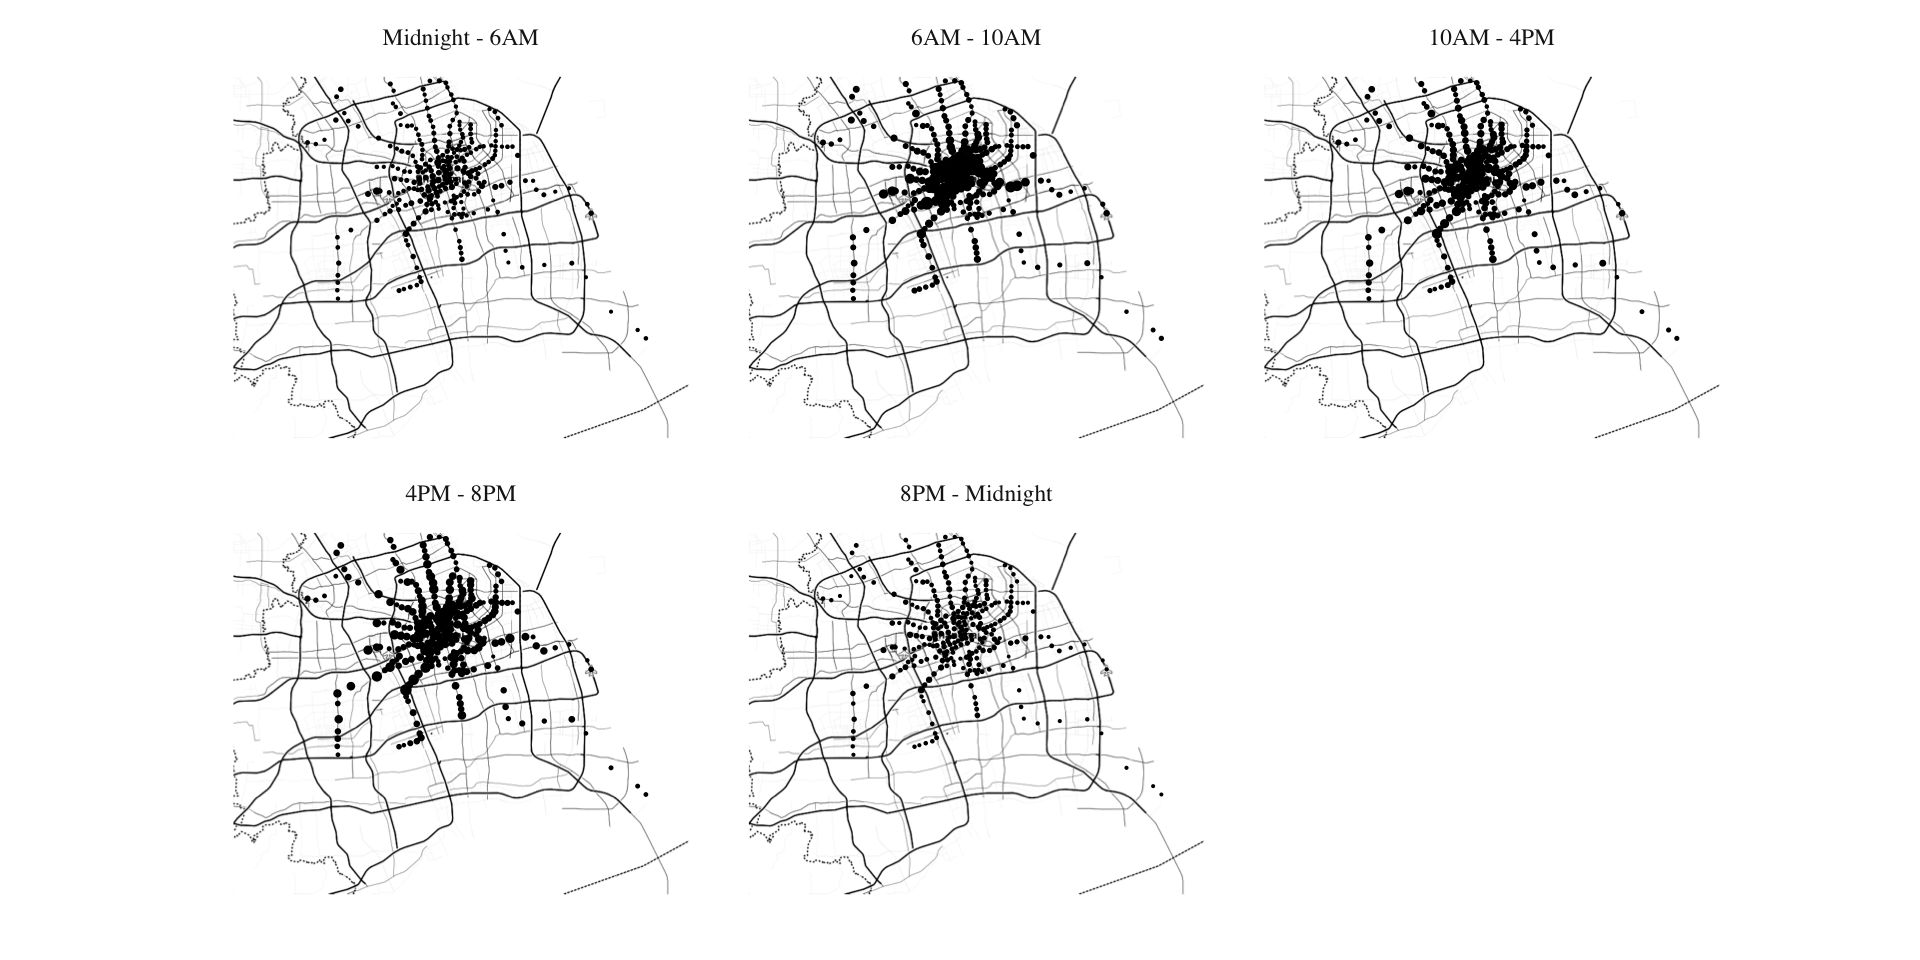 Midnight - 6AM
6AM - 10AM
10AM - 4PM
4PM - 8PM
8PM - Midnight